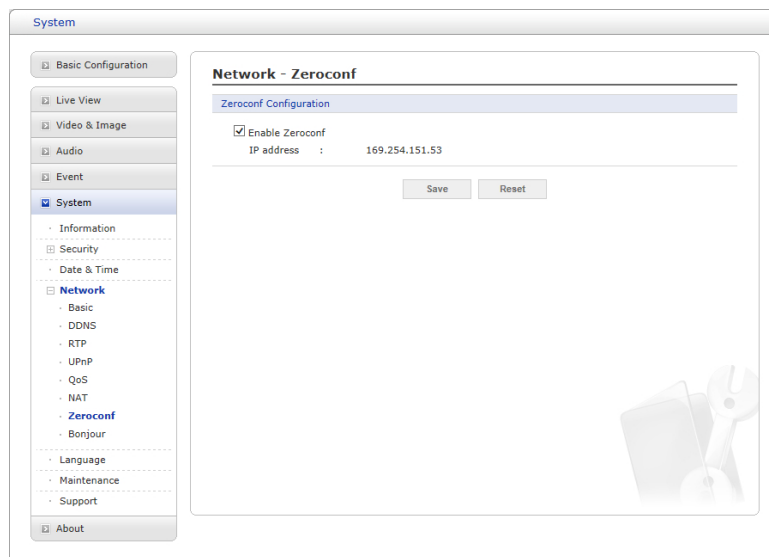 System
Basic Configuration
Live View
Video & Image
Audio
Event
System
Information
Security
Date & Time
Network
Basic
DDNS
RTP
UPnP
QoS
NAT
Zeroconf
Bonjour
Language
Maintenance
Support
About
Network - Zeroconf
Zeroconf Configuration
Enable Zeroconf
IP address : 169.254.151.53
Save Reset